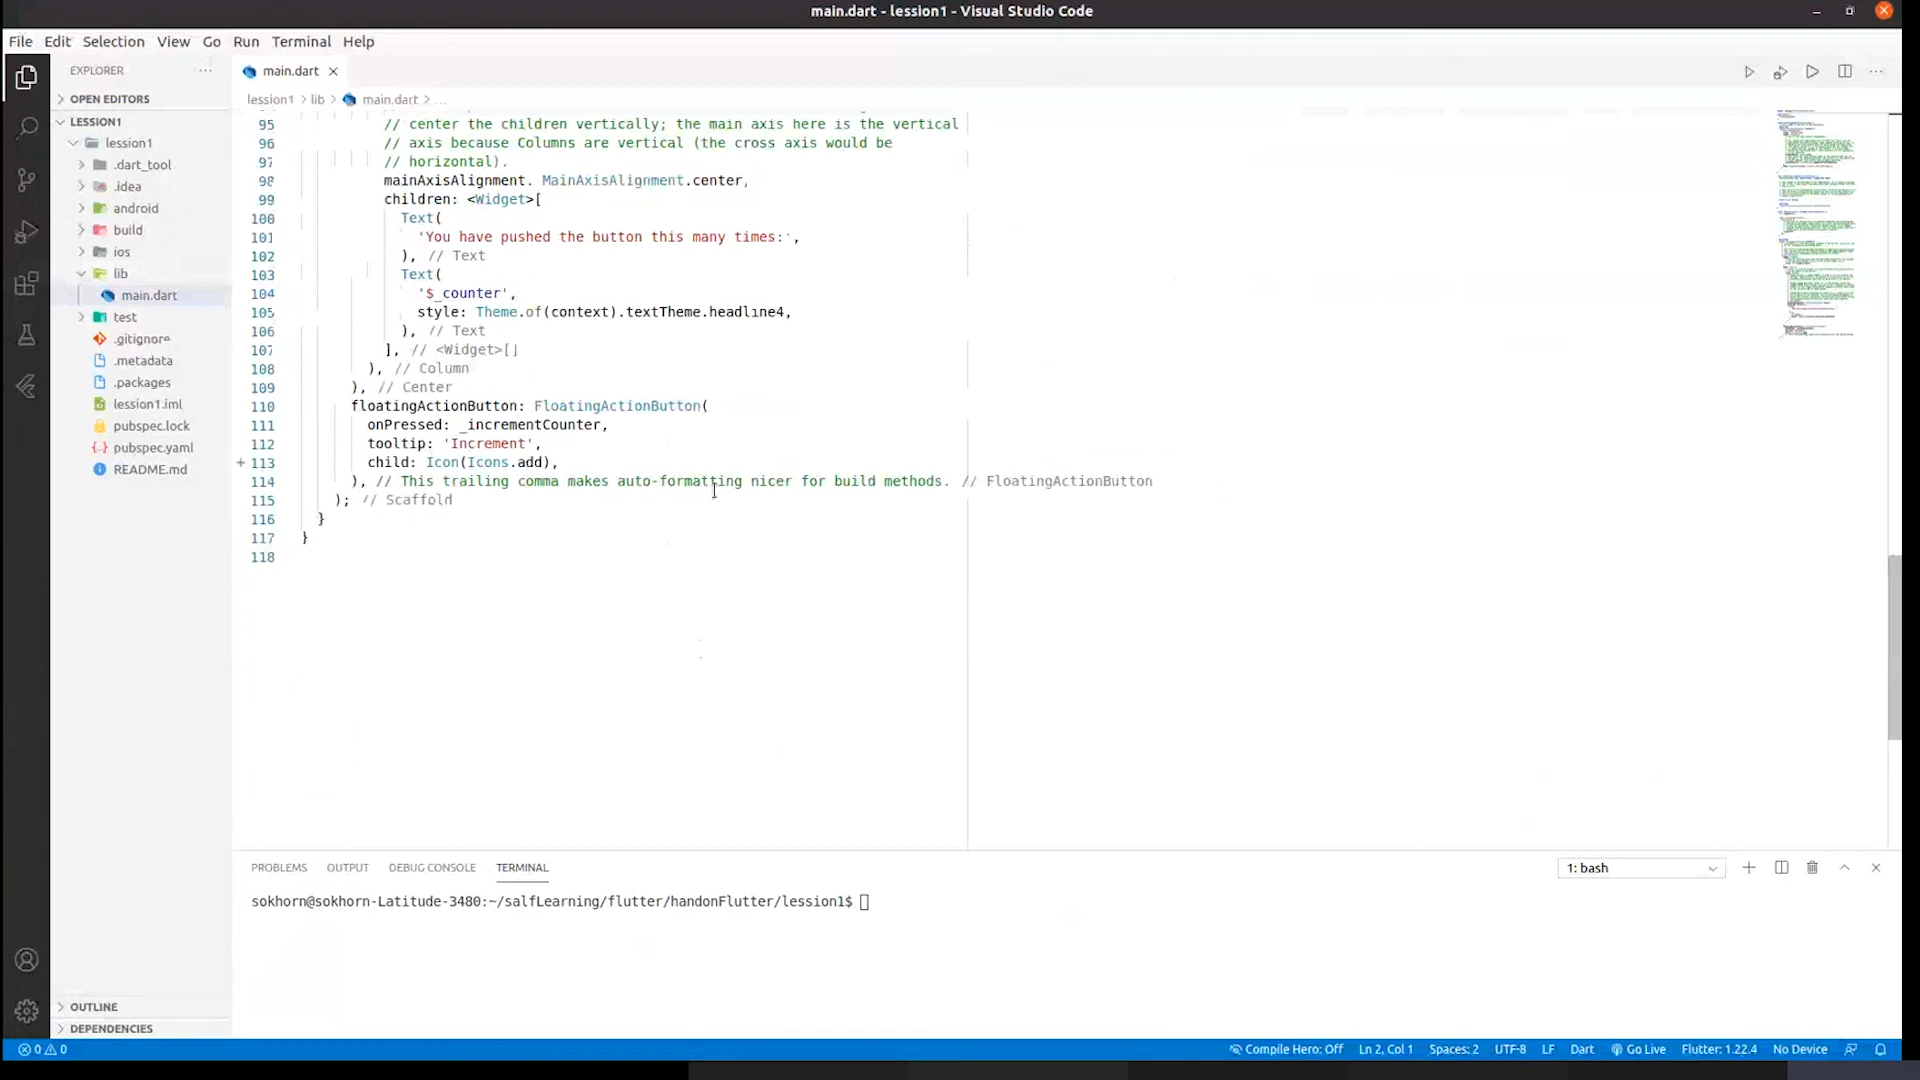 main.dart - lession1 - Visual Studio Code
File Edit Selection View Go Run Terminal Help
EXPLORER
main.dart
OPEN EDITORS
lession1 > lib > main.dart > ...
LESSION1
lession1
.dart_tool
.idea
android
build
ios
lib
main.dart
test
.gitignore
.metadata
.packages
lession1.iml
pubspec.lock
pubspec.yaml
README.md
OUTLINE
DEPENDENCIES
95 // center the children vertically; the main axis here is the vertical
96 // axis because Columns are vertical (the cross axis would be
97 // horizontal).
98 mainAxisAlignment. MainAxisAlignment.center,
99 children: <Widget>[
100 Text(
101 'You have pushed the button this many times:',
102 ), // Text
103 Text(
104 '$_counter',
105 style: Theme.of(context).textTheme.headline4,
106 ), // Text
107 ], // <Widget>[]
108 ), // Column
109 ), // Center
110 floatingActionButton: FloatingActionButton(
111 onPressed: _incrementCounter,
112 tooltip: 'Increment',
113 child: Icon(Icons.add),
114 ), // This trailing comma makes auto-formatting nicer for build methods. // FloatingActionButton
115 ); // Scaffold
116 }
117 }
118
PROBLEMS OUTPUT DEBUG CONSOLE TERMINAL 1: bash
sokhorn@sokhorn-Latitude-3480:~/salfLearning/flutter/handonFlutter/lession1$
0 0 Compile Hero: Off Ln 2, Col 1 Spaces: 2 UTF-8 LF Dart Go Live Flutter: 1.22.4 No Device